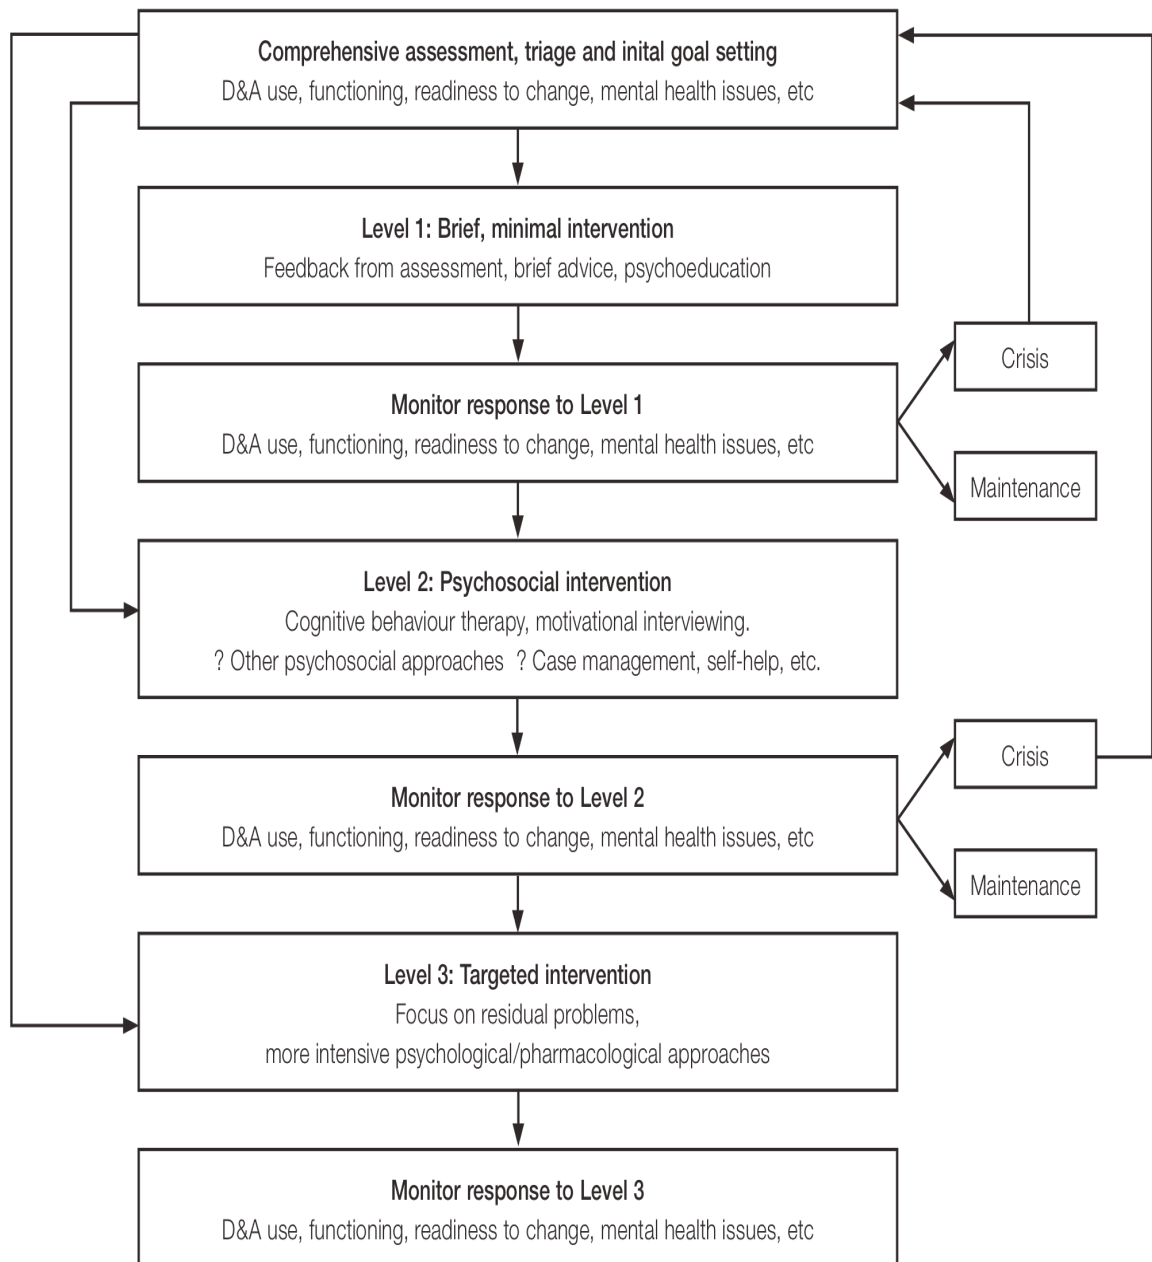 Comprehensive assessment, triage and inital goal setting
D&A use, functioning, readiness to change, mental health issues, etc
Level 1: Brief, minimal intervention
Feedback from assessment, brief advice, psychoeducation
Monitor response to Level 1
D&A use, functioning, readiness to change, mental health issues, etc
Crisis
Maintenance
Level 2: Psychosocial intervention
Cognitive behaviour therapy, motivational interviewing.
? Other psychosocial approaches ? Case management, self-help, etc.
Monitor response to Level 2
D&A use, functioning, readiness to change, mental health issues, etc
Crisis
Maintenance
Level 3: Targeted intervention
Focus on residual problems,
more intensive psychological/pharmacological approaches
Monitor response to Level 3
D&A use, functioning, readiness to change, mental health issues, etc